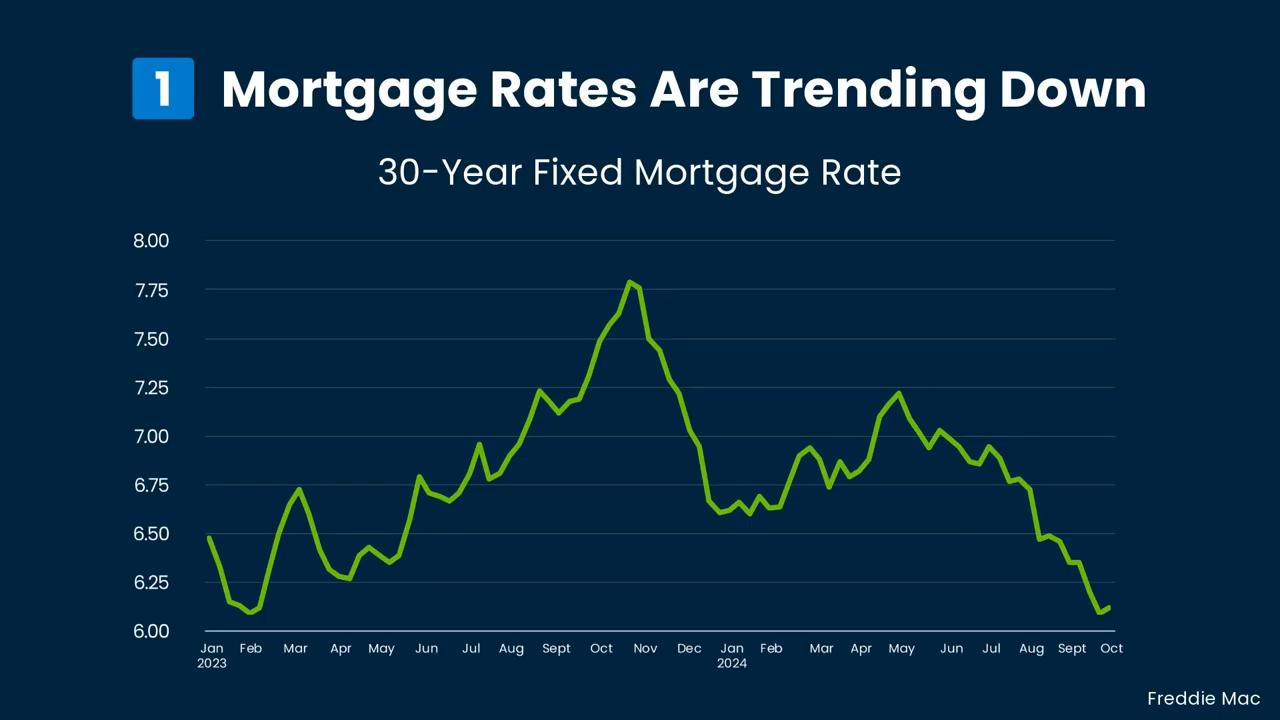 1 Mortgage Rates Are Trending Down
30-Year Fixed Mortgage Rate
8.00
7.75
7.50
7.25
7.00
6.75
6.50
6.25
6.00
Jan Feb Mar Apr May Jun Jul Aug Sept Oct Nov Dec Jan Feb Mar Apr May Jun Jul Aug Sept Oct
2023 2024
Freddie Mac